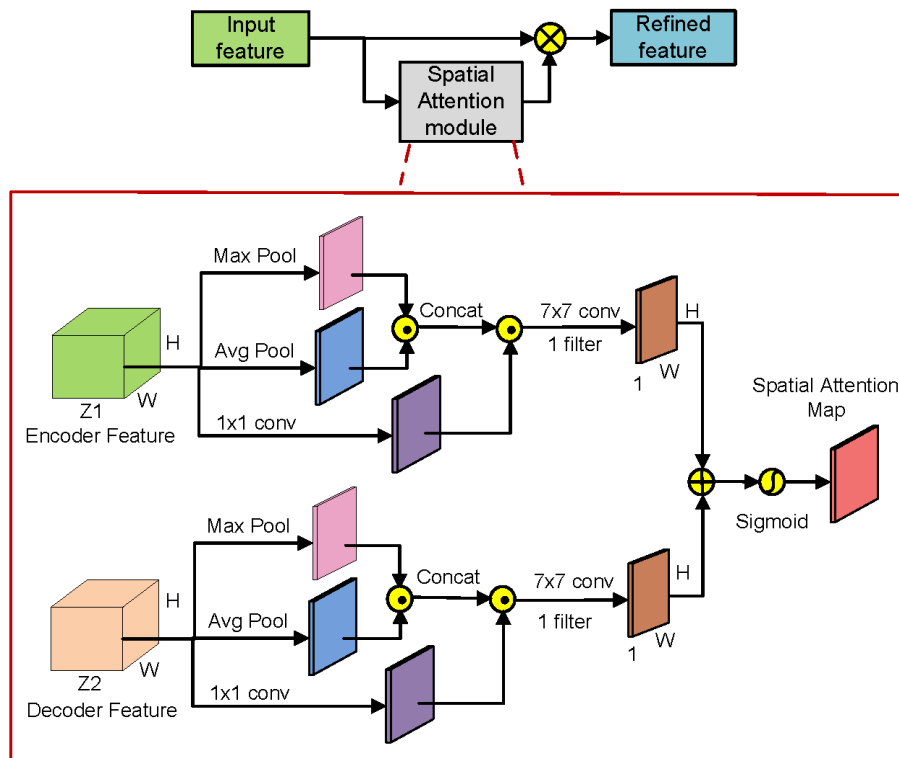 Input
feature
Refined
feature
Spatial
Attention
module
Max Pool
Concat
7x7 conv
1 filter
H
H
Avg Pool
W
1
W
Z1
Encoder Feature
1x1 conv
Spatial Attention
Map
Sigmoid
Max Pool
Concat
7x7 conv
1 filter
H
H
Avg Pool
W
1
W
Z2
Decoder Feature
1x1 conv